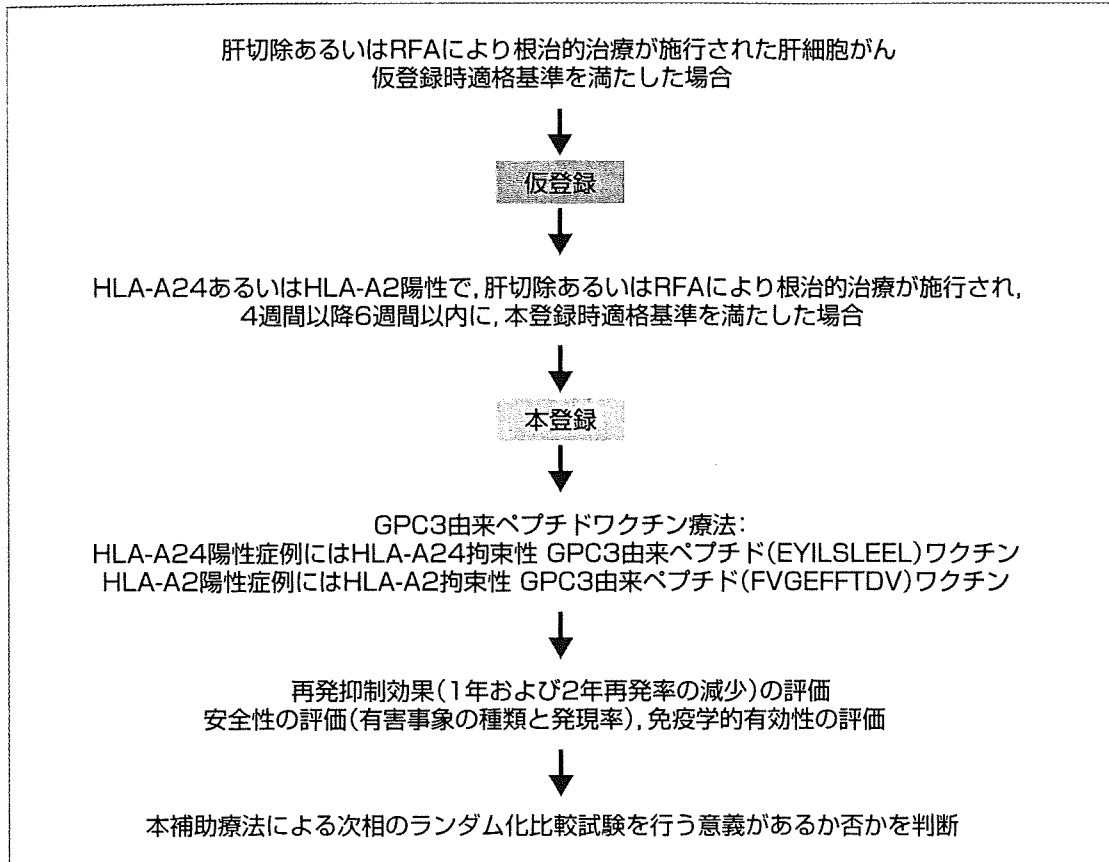 肝切除あるいはRFAにより根治的治療が施行された肝細胞がん
仮登録時適格基準を満たした場合
仮登録
HLA-A24あるいはHLA-A2陽性で,肝切除あるいはRFAにより根治的治療が施行され,
4週間以降6週間以内に,本登録時適格基準を満たした場合
本登録
GPC3由来ペプチドワクチン療法:
HLA-A24陽性症例にはHLA-A24拘束性 GPC3由来ペプチド(EYILSLEEL)ワクチン
HLA-A2陽性症例にはHLA-A2拘束性 GPC3由来ペプチド(FVGEFFTDV)ワクチン
再発抑制効果(1年および2年再発率の減少)の評価
安全性の評価(有害事象の種類と発現率),免疫学的有効性の評価
本補助療法による次相のランダム化比較試験を行う意義があるか否かを判断